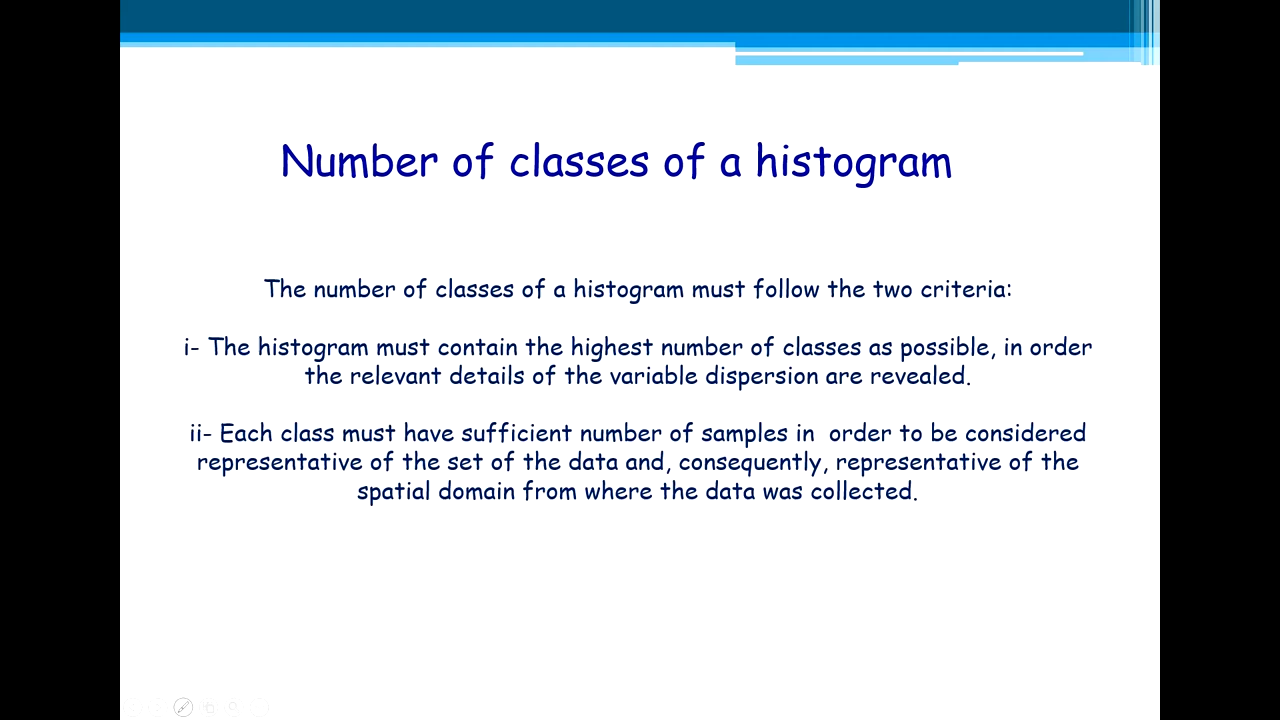 Number of classes of a histogram
The number of classes of a histogram must follow the two criteria:
i- The histogram must contain the highest number of classes as possible, in order
the relevant details of the variable dispersion are revealed.
ii- Each class must have sufficient number of samples in  order to be considered
representative of the set of the data and, consequently, representative of the
spatial domain from where the data was collected.